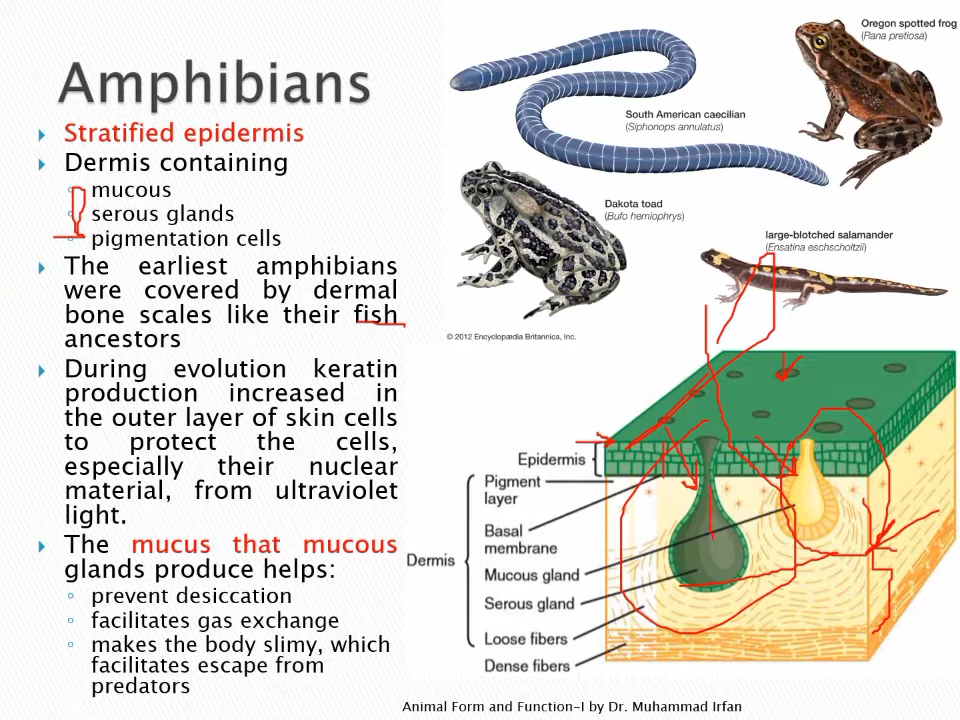 Amphibians
Stratified epidermis
Dermis containing
mucous
serous glands
pigmentation cells
The earliest amphibians
were covered by dermal
bone scales like their fish
ancestors
During evolution keratin
production increased in
the outer layer of skin cells
to protect the cells,
especially their nuclear
material, from ultraviolet
light.
The mucus that mucous
glands produce helps:
prevent desiccation
facilitates gas exchange
makes the body slimy, which
facilitates escape from
predators
Oregon spotted frog
(Rana pretiosa)
South American caecilian
(Siphonops annulatus)
Dakota toad
(Bufo hemiophrys)
large-blotched salamander
(Ensatina eschscholtzii)
© 2012 Encyclopædia Britannica, Inc.
Epidermis
Pigment
layer
Basal
membrane
Dermis
Mucous gland
Serous gland
Loose fibers
Dense fibers
Animal Form and Function-I by Dr. Muhammad Irfan